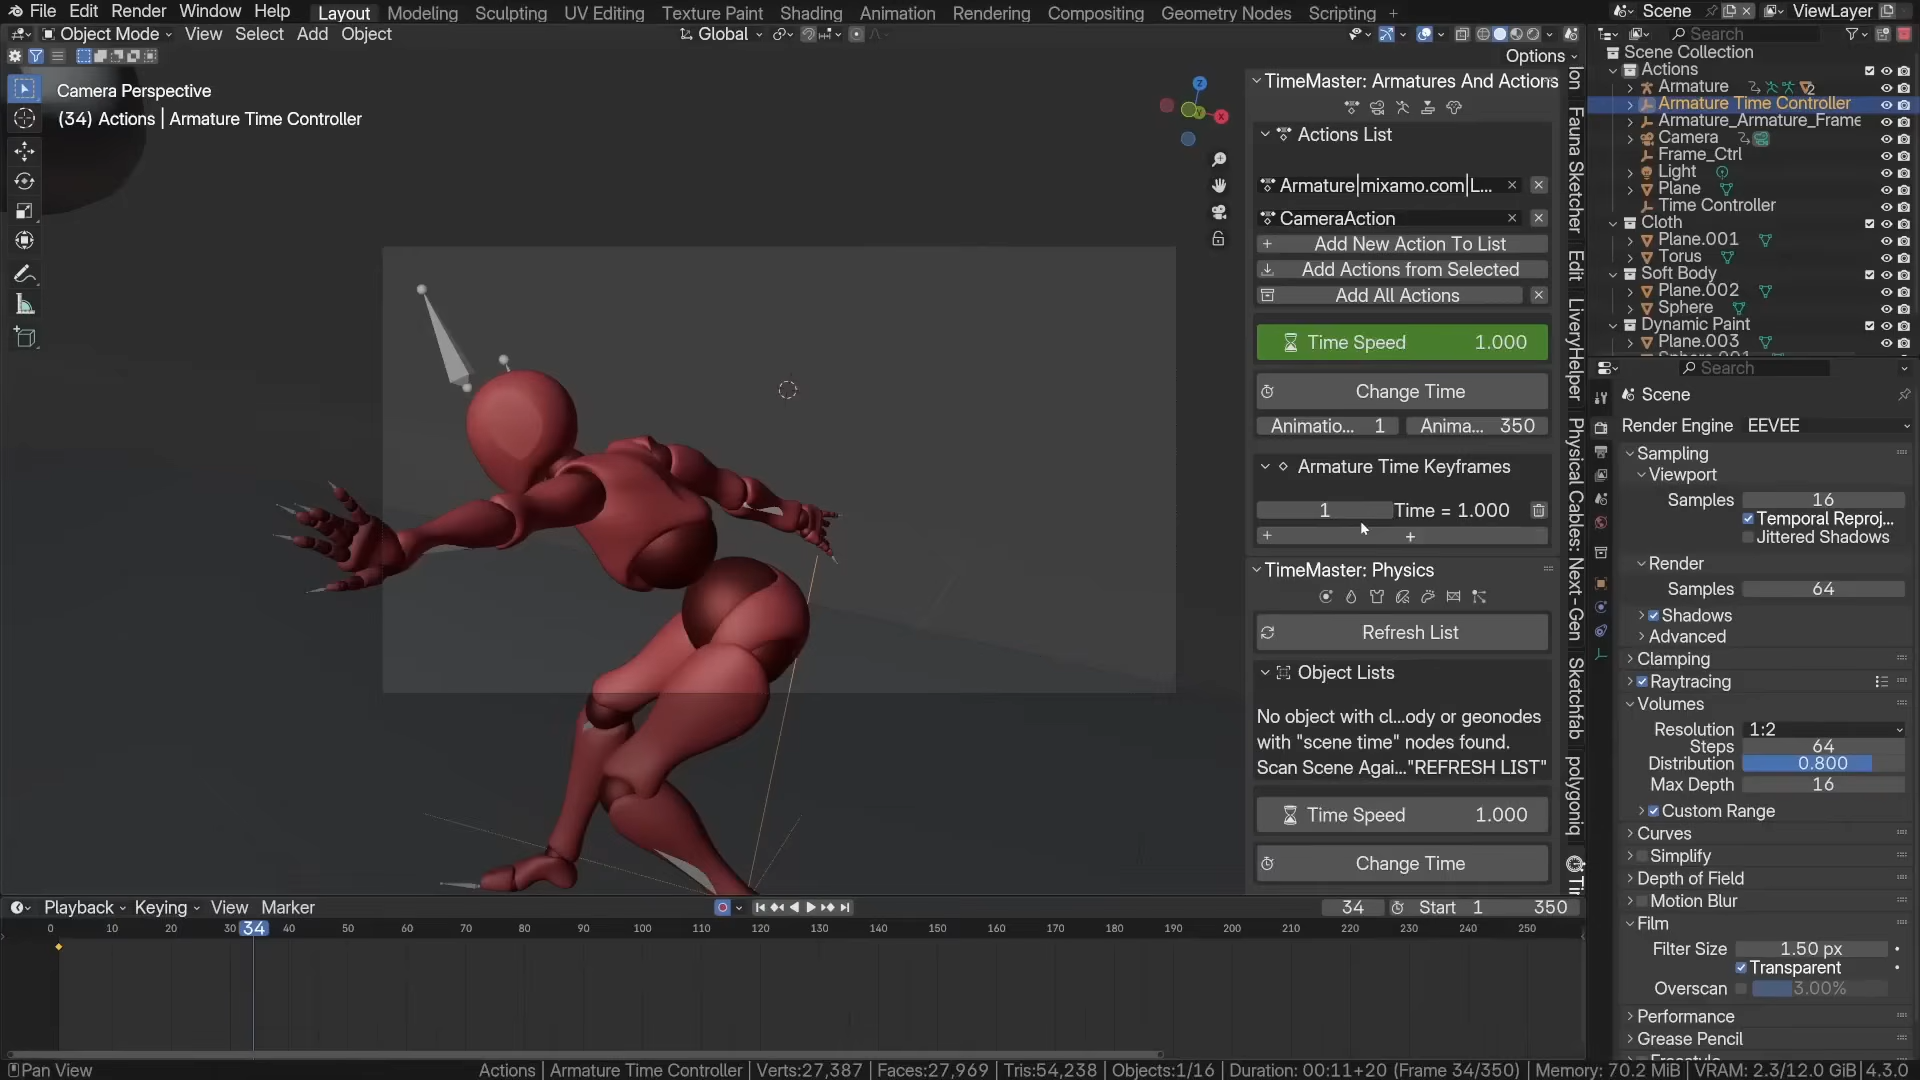 File Edit Render Window Help Layout Modeling Sculpting UV Editing Texture Paint Shading Animation Rendering Compositing Geometry Nodes Scripting + Scene ViewLayer
Object Mode View Select Add Object Global Search
Options
Camera Perspective
(34) Actions | Armature Time Controller
TimeMaster: Armatures And Actions
Actions List
Armature|mixamo.com|L...
CameraAction
Add New Action To List
Add Actions from Selected
Add All Actions
Time Speed 1.000
Change Time
Animatio... 1 Anima... 350
Armature Time Keyframes
1 Time = 1.000
+ +
TimeMaster: Physics
Refresh List
Object Lists
No object with cl...ody or geonodes
with "scene time" nodes found.
Scan Scene Agai..."REFRESH LIST"
Time Speed 1.000
Change Time
Fauna Sketcher
Edit
LiveryHelper
Physical Cables: Next-Gen
Sketchfab
polygoniq
Ti
Scene Collection
Actions
Armature 2
Armature Time Controller
Armature_Armature_Frame
Camera
Frame_Ctrl
Light
Plane
Time Controller
Cloth
Plane.001
Torus
Soft Body
Plane.002
Sphere
Dynamic Paint
Plane.003
Sphere.001
Search
Scene
Render Engine EEVEE
Sampling
Viewport
Samples 16
Temporal Reproj...
Jittered Shadows
Render
Samples 64
Shadows
Advanced
Clamping
Raytracing
Volumes
Resolution 1:2
Steps 64
Distribution 0.800
Max Depth 16
Custom Range
Curves
Simplify
Depth of Field
Motion Blur
Film
Filter Size 1.50 px
Transparent
Overscan 3.00%
Performance
Grease Pencil
Playback Keying View Marker 34 Start 1 350
0 10 20 30 34 40 50 60 70 80 90 100 110 120 130 140 150 160 170 180 190 200 210 220 230 240 250
Pan View Actions | Armature Time Controller | Verts:27,387 | Faces:27,969 | Tris:54,238 | Objects:1/16 | Duration: 00:11+20 (Frame 34/350) | Memory: 70.2 MiB | VRAM: 2.3/12.0 GiB | 4.3.0